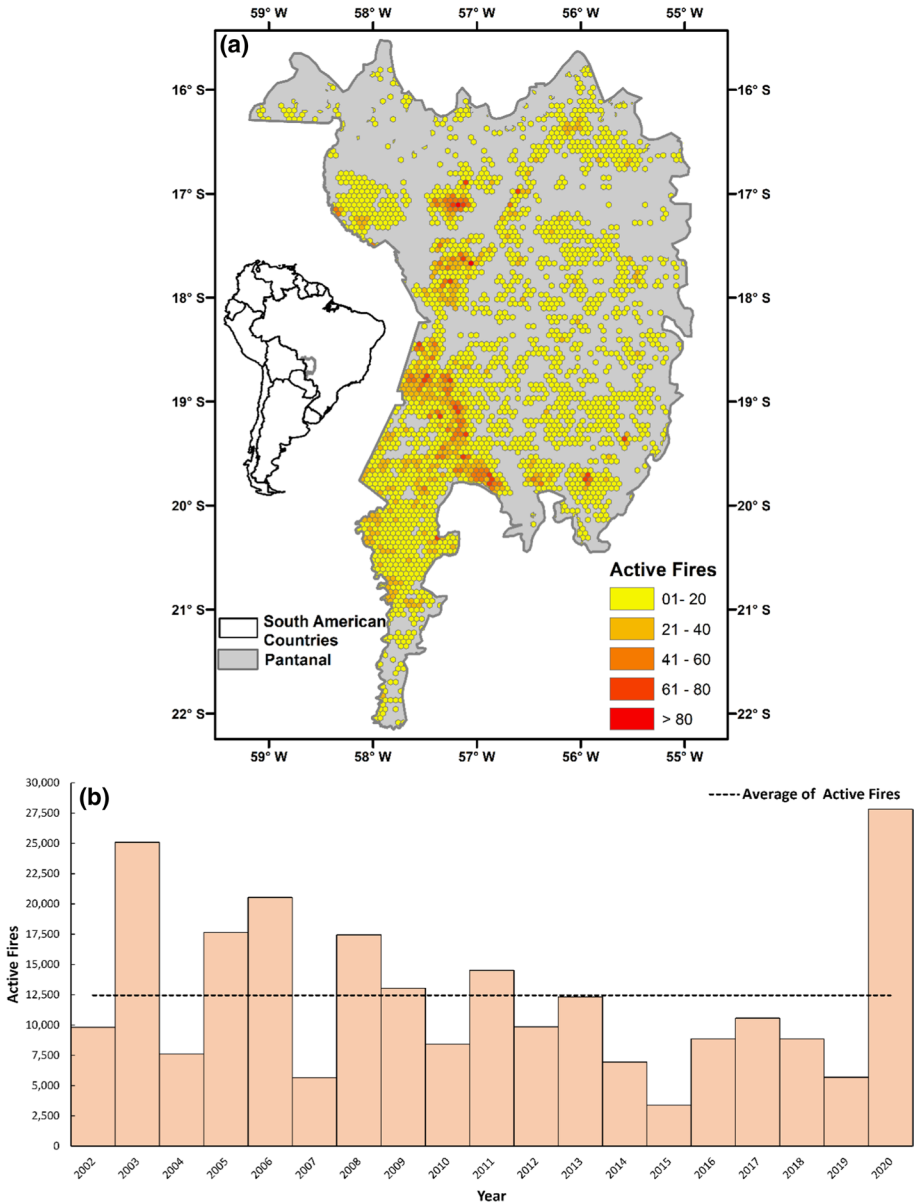 59° W 58° W 57° W 56° W 55° W
(a)
16° S 16° S
17° S 17° S
18° S 18° S
19° S 19° S
20° S 20° S
21° S 21° S
22° S 22° S
Active Fires
01- 20
21 - 40
41 - 60
61 - 80
> 80
South American
Countries
Pantanal
59° W 58° W 57° W 56° W 55° W
(b)
Average of Active Fires
30,000
27,500
25,000
22,500
20,000
17,500
15,000
12,500
10,000
7,500
5,000
2,500
0
Active Fires
2002 2003 2004 2005 2006 2007 2008 2009 2010 2011 2012 2013 2014 2015 2016 2017 2018 2019 2020
Year